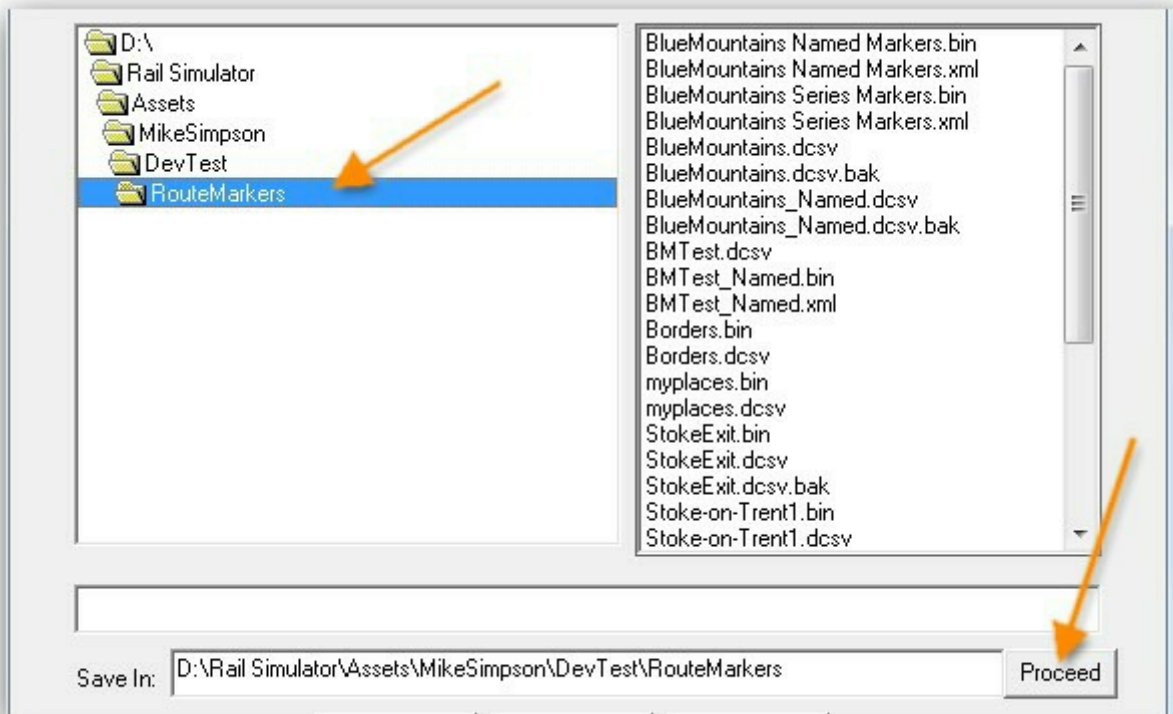 D:\
Rail Simulator
Assets
MikeSimpson
DevTest
RouteMarkers
BlueMountains Named Markers.bin
BlueMountains Named Markers.xml
BlueMountains Series Markers.bin
BlueMountains Series Markers.xml
BlueMountains.dcsv
BlueMountains.dcsv.bak
BlueMountains_Named.dcsv
BlueMountains_Named.dcsv.bak
BMTest.dcsv
BMTest_Named.bin
BMTest_Named.xml
Borders.bin
Borders.dcsv
myplaces.bin
myplaces.dcsv
StokeExit.bin
StokeExit.dcsv
StokeExit.dcsv.bak
Stoke-on-Trent1.bin
Stoke-on-Trent1.dcsv
Save In: D:\Rail Simulator\Assets\MikeSimpson\DevTest\RouteMarkers Proceed